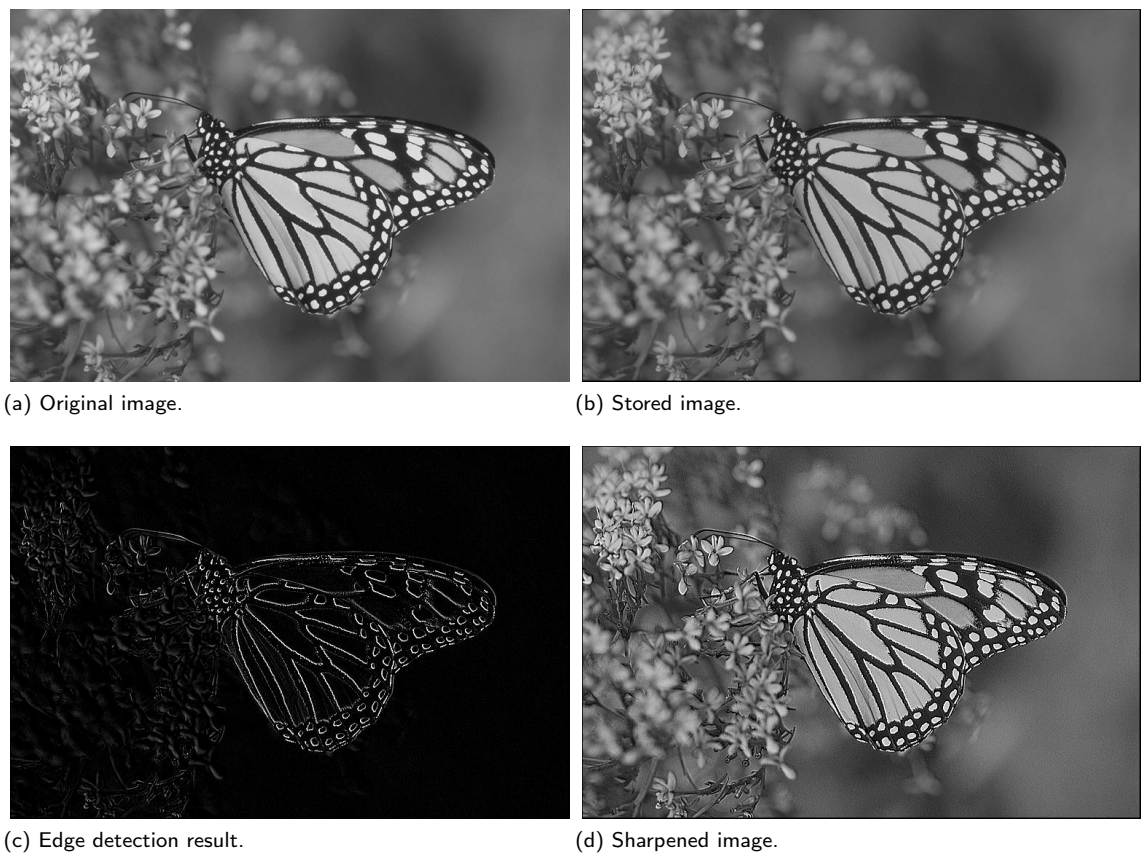 (a) Original image.
(b) Stored image.
(c) Edge detection result.
(d) Sharpened image.